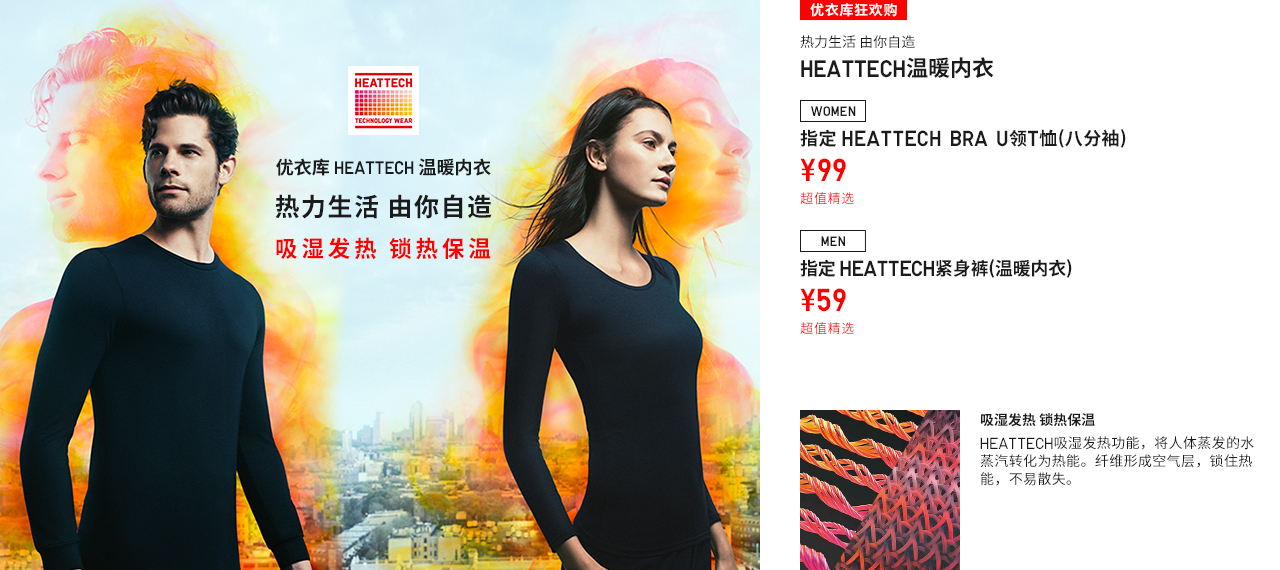 HEATTECH
TECHNOLOGY WEAR
优衣库 HEATTECH 温暖内衣
热力生活 由你自造
吸湿发热 锁热保温
优衣库狂欢购
热力生活 由你自造
HEATTECH温暖内衣
WOMEN
指定 HEATTECH BRA U领T恤(八分袖)
¥99
超值精选
MEN
指定 HEATTECH紧身裤(温暖内衣)
¥59
超值精选
吸湿发热 锁热保温
HEATTECH吸湿发热功能，将人体蒸发的水
蒸汽转化为热能。纤维形成空气层，锁住热
能，不易散失。